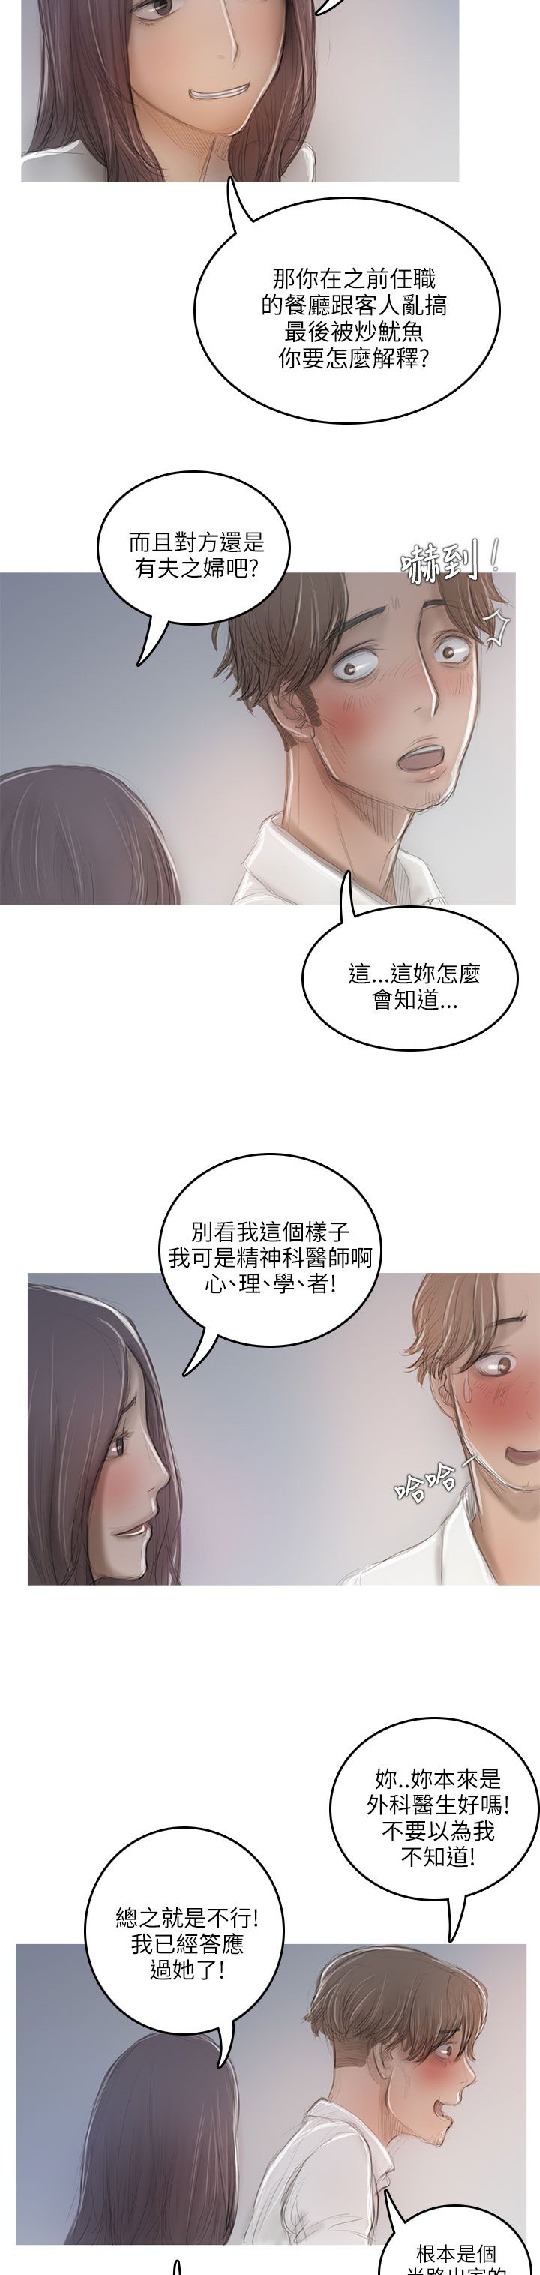 那你在之前任職
的餐廳跟客人亂搞
最後被炒魷魚
你要怎麼解釋?
而且對方還是
有夫之婦吧?
嚇到!
這...這妳怎麼
會知道...
別看我這個樣子
我可是精神科醫師啊
心、理、學、者!
哈哈
妳..妳本來是
外科醫生好嗎!
不要以為我
不知道!
總之就是不行!
我已經答應
過她了!
根本是個
半路出家的